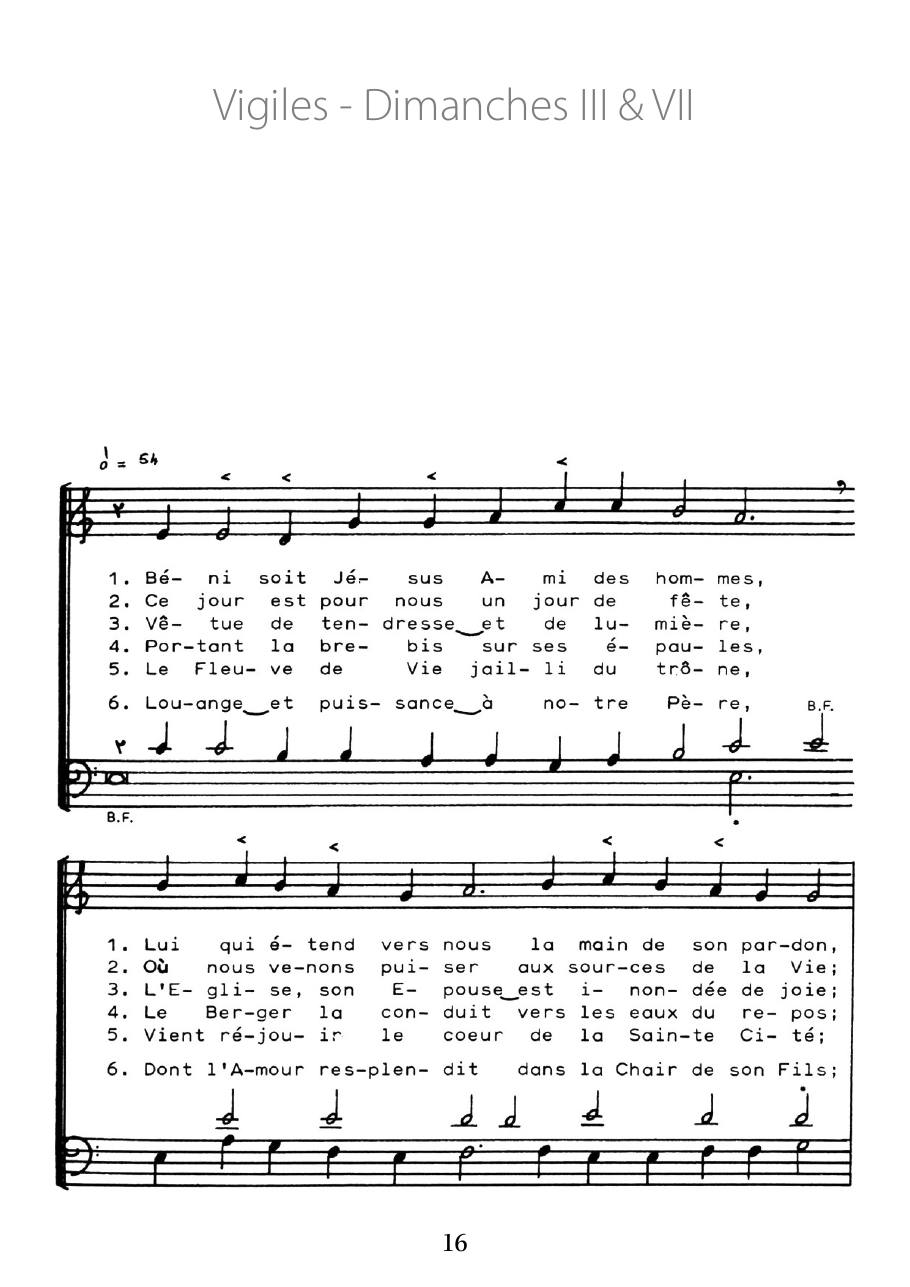 Vigiles - Dimanches III & VII
= 54
1. Bé- ni soit Jé- sus A- mi des hom- mes,
2. Ce jour est pour nous un jour de fê- te,
3. Vê- tue de ten- dresse et de lu- miè- re,
4. Por-tant la bre- bis sur ses é- pau- les,
5. Le Fleu- ve de Vie jail- li du trô- ne,
6. Lou-ange et puis- sance à no- tre Pè- re,
B.F.
B.F.
1. Lui qui é- tend vers nous la main de son par-don,
2. Où nous ve-nons pui- ser aux sour-ces de la Vie;
3. L'E- gli- se, son E- pouse est i- non- dée de joie;
4. Le Ber-ger la con- duit vers les eaux du re- pos;
5. Vient ré-jou- ir le coeur de la Sain-te Ci- té;
6. Dont l'A-mour res-plen- dit dans la Chair de son Fils;
16